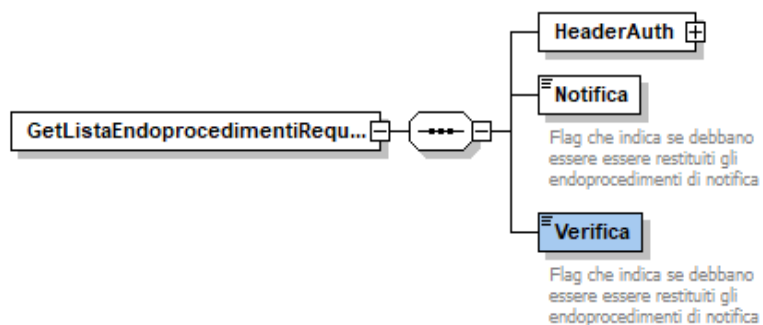 HeaderAuth
Notifica
Flag che indica se debbano
essere essere restituiti gli
endoprocedimenti di notifica
GetListaEndoprocedimentiRequ...
Verifica
Flag che indica se debbano
essere essere restituiti gli
endoprocedimenti di notifica